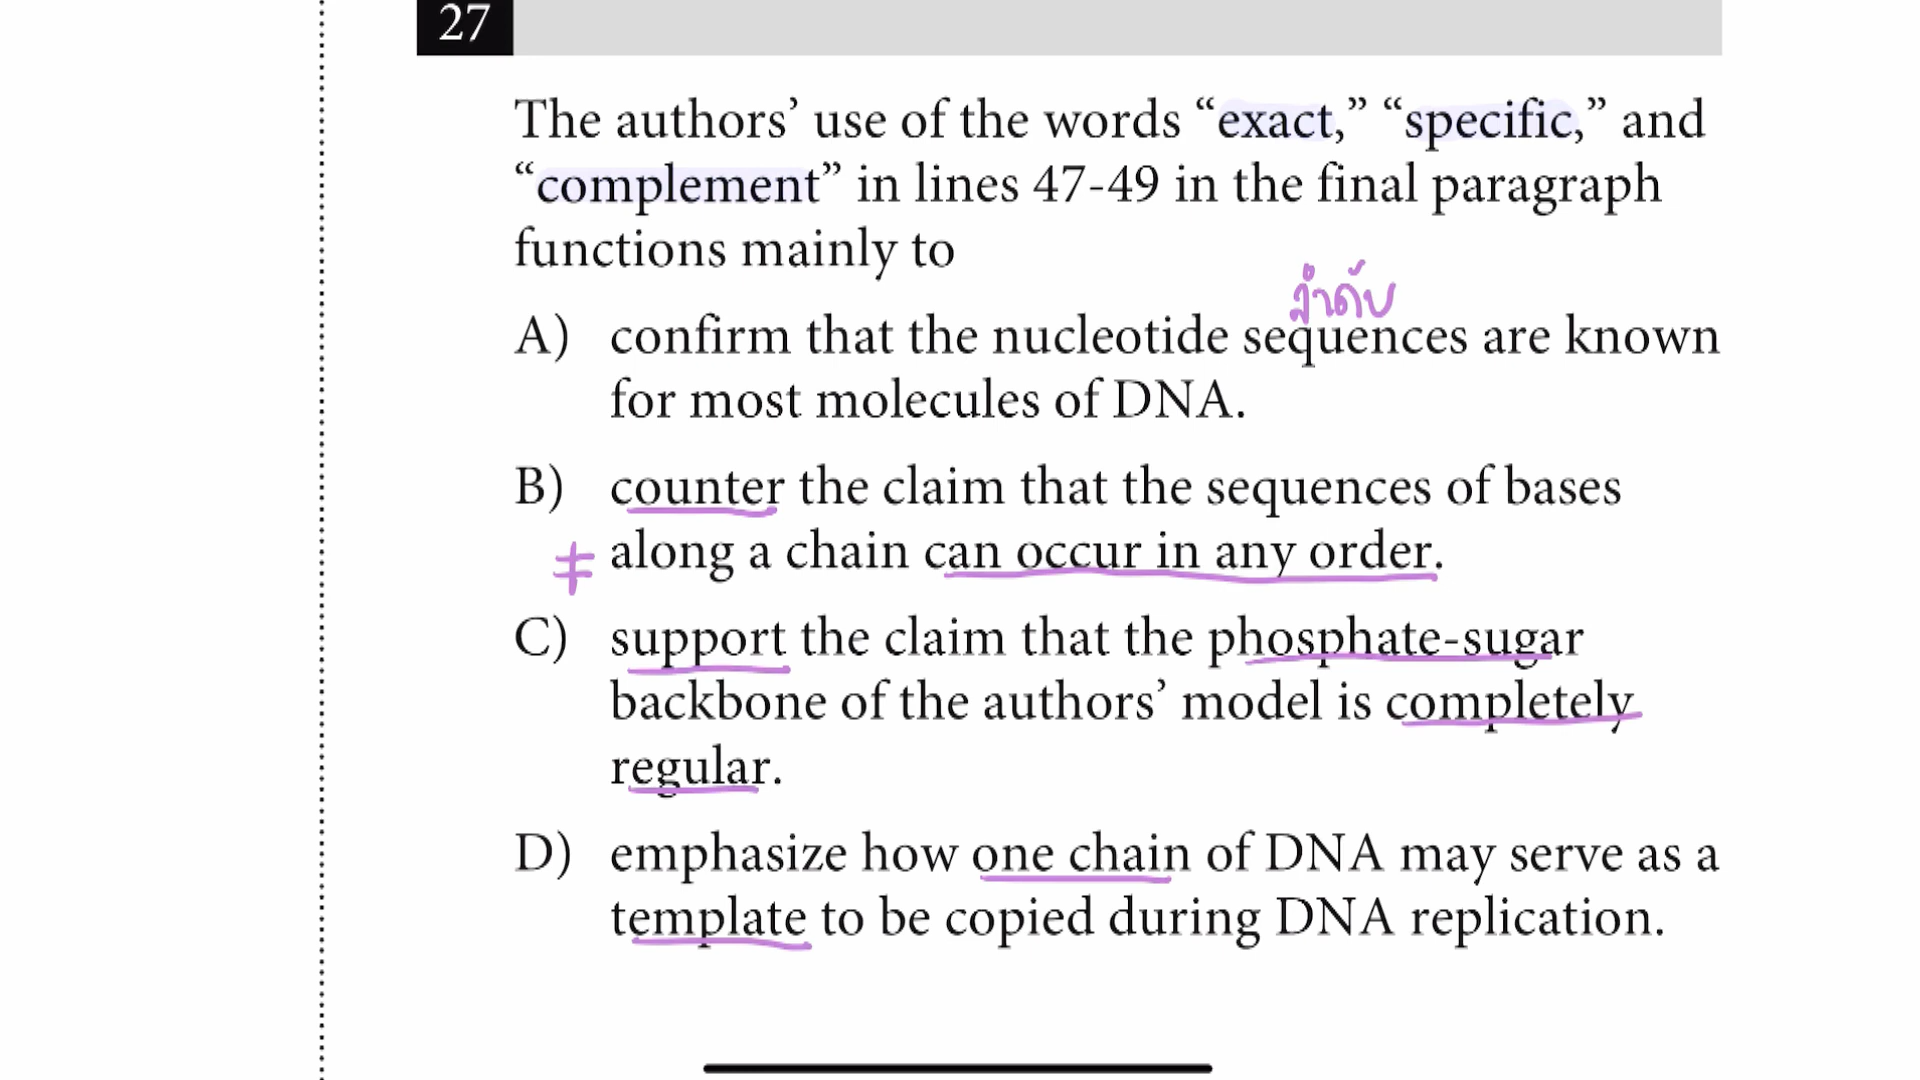 27
The authors’ use of the words “exact,” “specific,” and
“complement” in lines 47-49 in the final paragraph
functions mainly to
ลำดับ
A) confirm that the nucleotide sequences are known
for most molecules of DNA.
B) counter the claim that the sequences of bases
≠ along a chain can occur in any order.
C) support the claim that the phosphate-sugar
backbone of the authors’ model is completely
regular.
D) emphasize how one chain of DNA may serve as a
template to be copied during DNA replication.